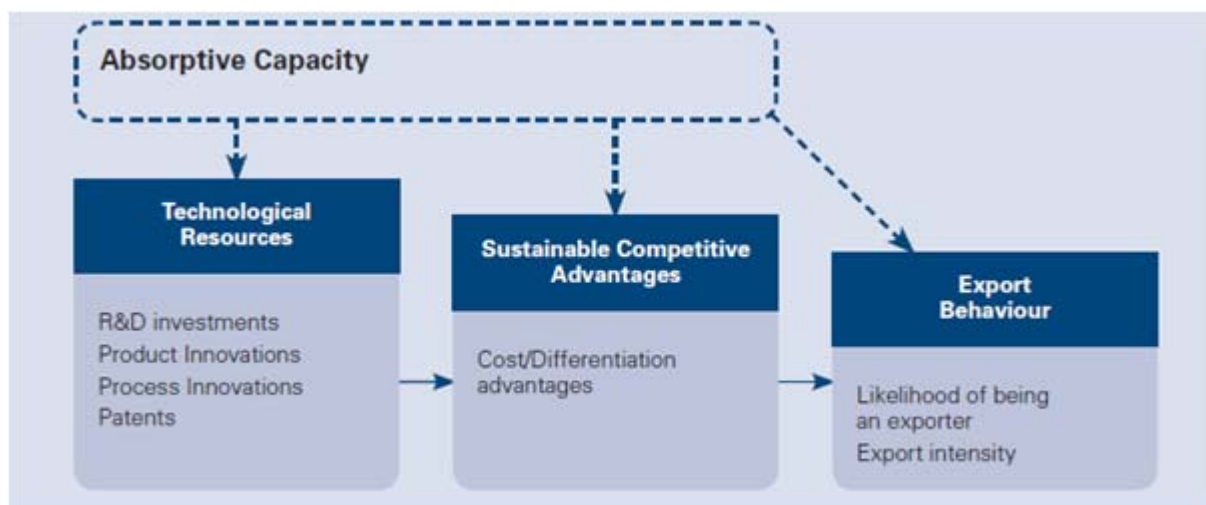 Absorptive Capacity
Technological
Resources
R&D investments
Product Innovations
Process Innovations
Patents
Sustainable Competitive
Advantages
Cost/Differentiation
advantages
Export
Behaviour
Likelihood of being
an exporter
Export intensity